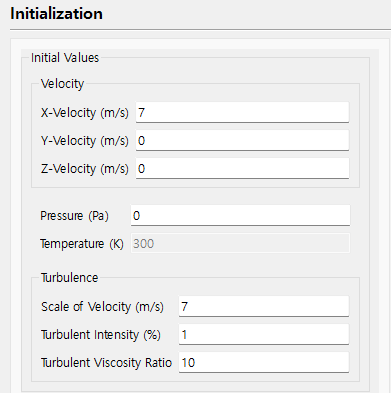 Initialization
Initial Values
Velocity
X-Velocity (m/s) 7
Y-Velocity (m/s) 0
Z-Velocity (m/s) 0
Pressure (Pa) 0
Temperature (K) 300
Turbulence
Scale of Velocity (m/s) 7
Turbulent Intensity (%) 1
Turbulent Viscosity Ratio 10